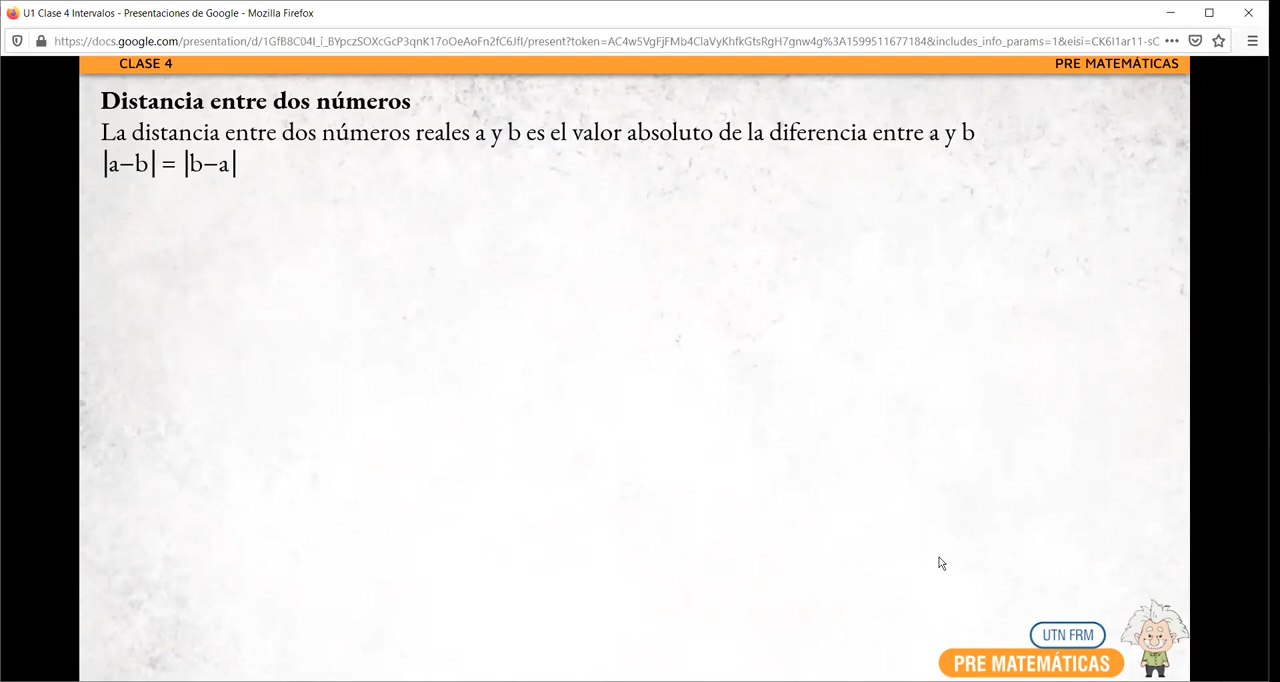 U1 Clase 4 Intervalos - Presentaciones de Google - Mozilla Firefox
https://docs.google.com/presentation/d/1GfB8C04I_i_BYpczSOXcGcP3qnK17oOeAoFn2fC6JfI/present?token=AC4w5VgFjFMb4ClaVyKhfkGtsRgH7gnw4g%3A1599511677184&includes_info_params=1&eisi=CK6I1ar11-sC
CLASE 4 PRE MATEMÁTICAS
Distancia entre dos números
La distancia entre dos números reales a y b es el valor absoluto de la diferencia entre a y b
|a−b| = |b−a|
UTN FRM
PRE MATEMÁTICAS